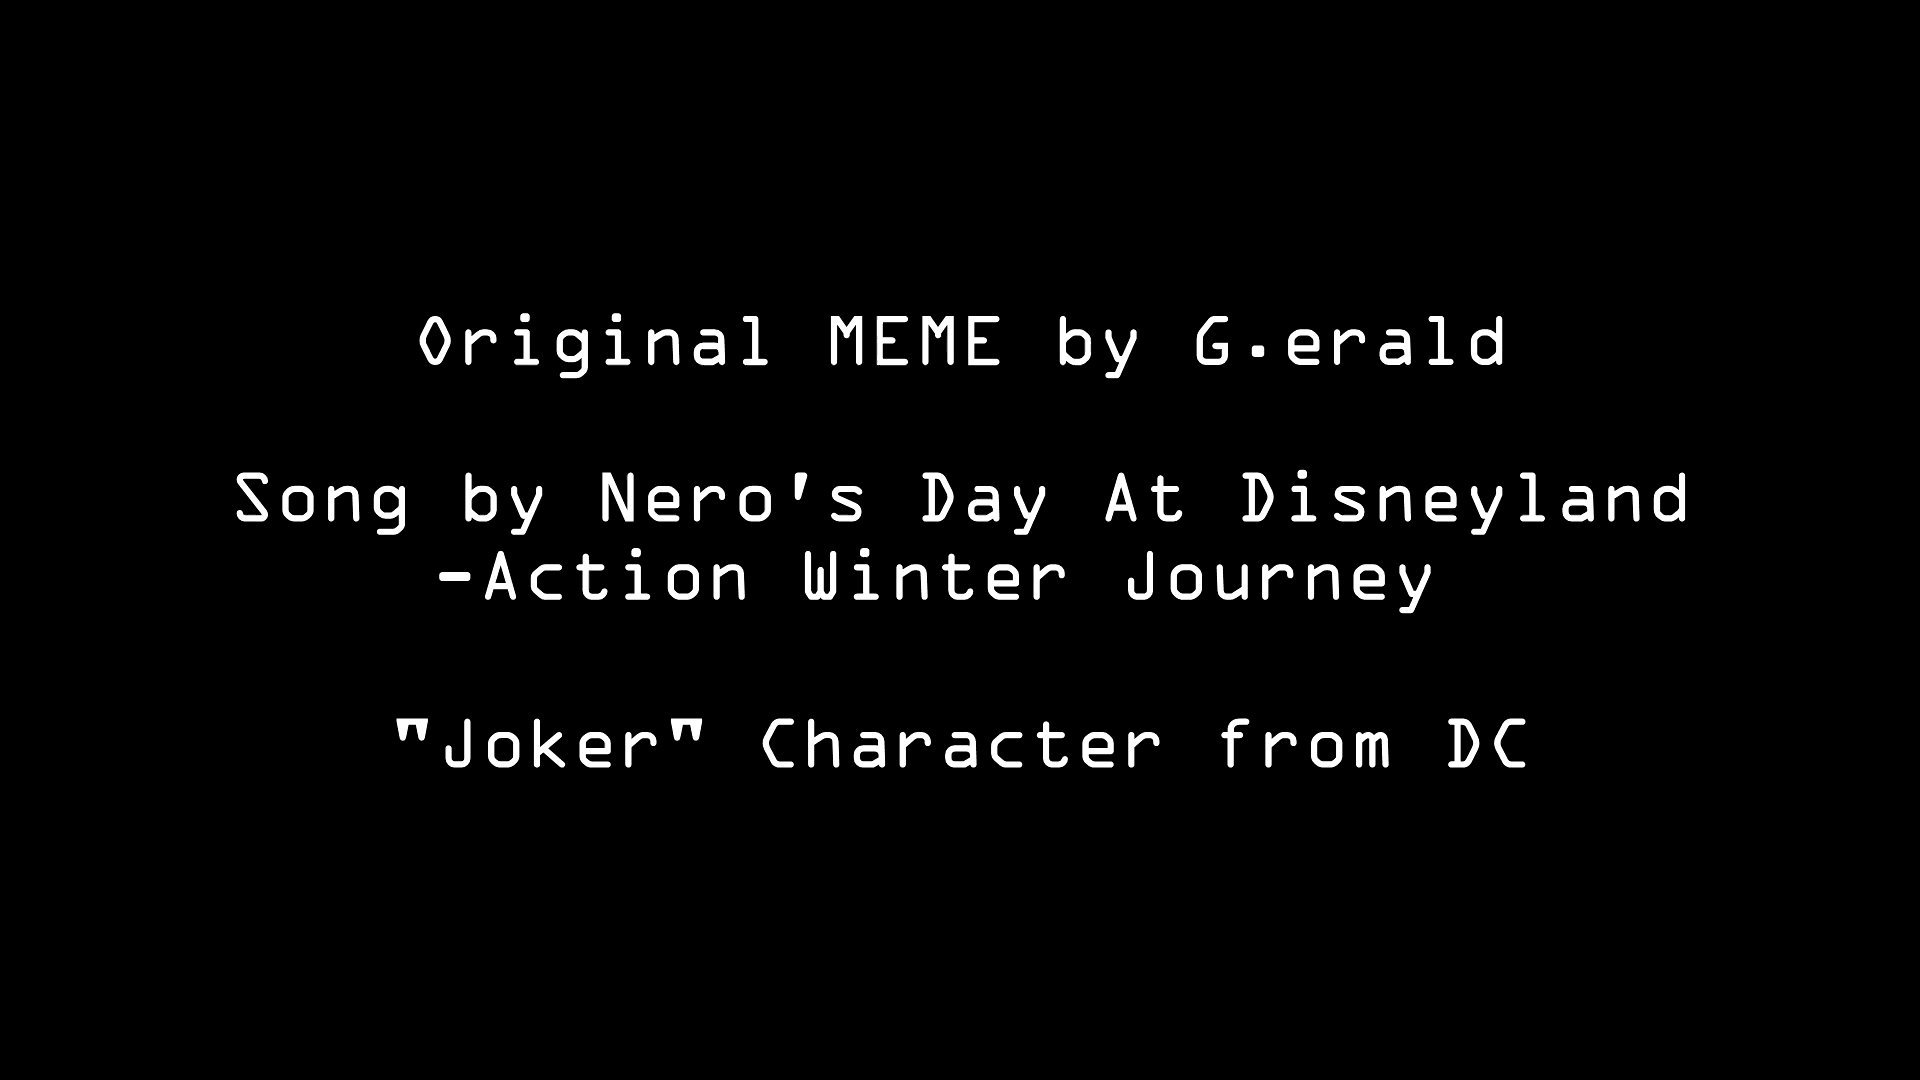 Original MEME by G.erald
Song by Nero's Day At Disneyland
-Action Winter Journey
"Joker" Character from DC